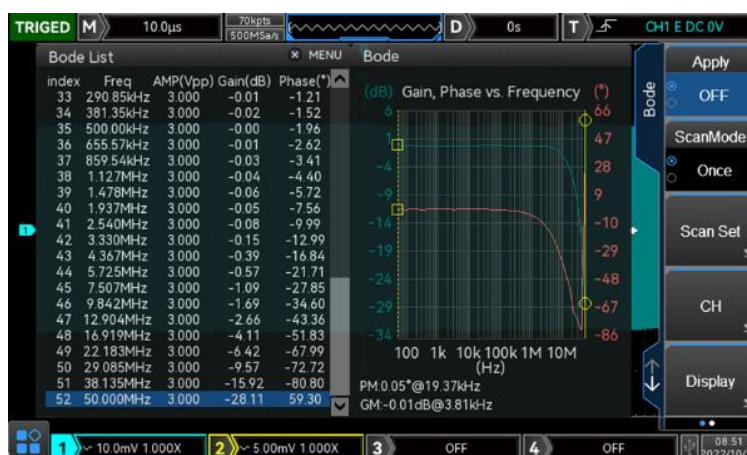 TRIGED M 10.0μs 70kpts 500MSa/s D 0s T CH1 E DC 0V
Bode List × MENU
index Freq AMP(Vpp) Gain(dB) Phase(°)
33 290.85kHz 3.000 -0.01 -1.21
34 381.35kHz 3.000 -0.02 -1.52
35 500.00kHz 3.000 -0.00 -1.96
36 655.57kHz 3.000 -0.01 -2.62
37 859.54kHz 3.000 -0.03 -3.41
38 1.127MHz 3.000 -0.04 -4.40
39 1.478MHz 3.000 -0.06 -5.72
40 1.937MHz 3.000 -0.05 -7.56
41 2.540MHz 3.000 -0.08 -9.99
42 3.330MHz 3.000 -0.15 -12.99
43 4.367MHz 3.000 -0.39 -16.84
44 5.725MHz 3.000 -0.57 -21.71
45 7.507MHz 3.000 -1.09 -27.85
46 9.842MHz 3.000 -1.69 -34.60
47 12.904MHz 3.000 -2.66 -43.36
48 16.919MHz 3.000 -4.11 -51.83
49 22.183MHz 3.000 -6.42 -67.99
50 29.085MHz 3.000 -9.57 -72.72
51 38.135MHz 3.000 -15.92 -80.80
52 50.000MHz 3.000 -28.11 59.30
Bode
(dB) Gain, Phase vs. Frequency (°)
6 66
1 47
-4 28
-9 9
-14 -10
-19 -29
-24 -48
-29 -67
-34 -86
100 1k 10k 100k 1M 10M
(Hz)
PM:0.05°@19.37kHz
GM:-0.01dB@3.81kHz
Bode
Apply
OFF
ScanMode
Once
Scan Set
CH
Display
1
1 10.0mV 1.000X 2 5.00mV 1.000X 3 OFF 4 OFF
08:51